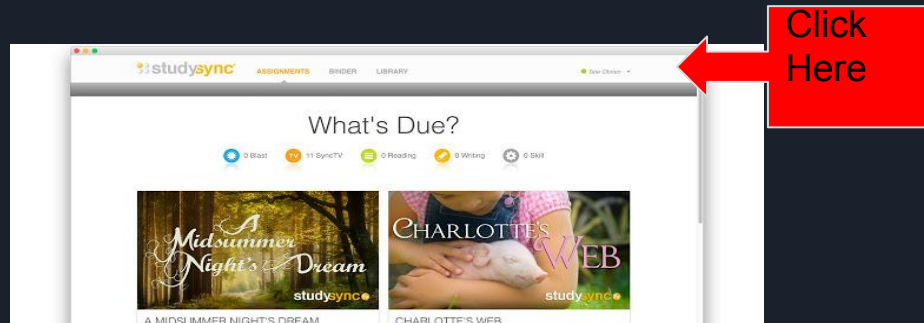 Click
Here
studysync
ASSIGNMENTS BINDER LIBRARY
What's Due?
0 Blast TV 11 SyncTV 0 Reading 0 Writing 0 Skill
A
Midsummer
Night's Dream
studysync
CHARLOTTE'S
WEB
studysync
A MIDSUMMER NIGHT'S DREAM
CHARLOTTE'S WEB